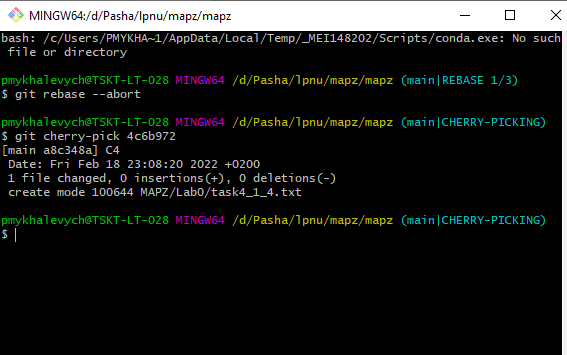 MINGW64:/d/Pasha/lpnu/mapz/mapz
bash: /c/Users/PMYKHA~1/AppData/Local/Temp/_MEI148202/Scripts/conda.exe: No such
file or directory
pmykhalevych@TSKT-LT-028 MINGW64 /d/Pasha/lpnu/mapz/mapz (main|REBASE 1/3)
$ git rebase --abort
pmykhalevych@TSKT-LT-028 MINGW64 /d/Pasha/lpnu/mapz/mapz (main|CHERRY-PICKING)
$ git cherry-pick 4c6b972
[main a8c348a] C4
Date: Fri Feb 18 23:08:20 2022 +0200
1 file changed, 0 insertions(+), 0 deletions(-)
create mode 100644 MAPZ/Lab0/task4_1_4.txt
pmykhalevych@TSKT-LT-028 MINGW64 /d/Pasha/lpnu/mapz/mapz (main|CHERRY-PICKING)
$